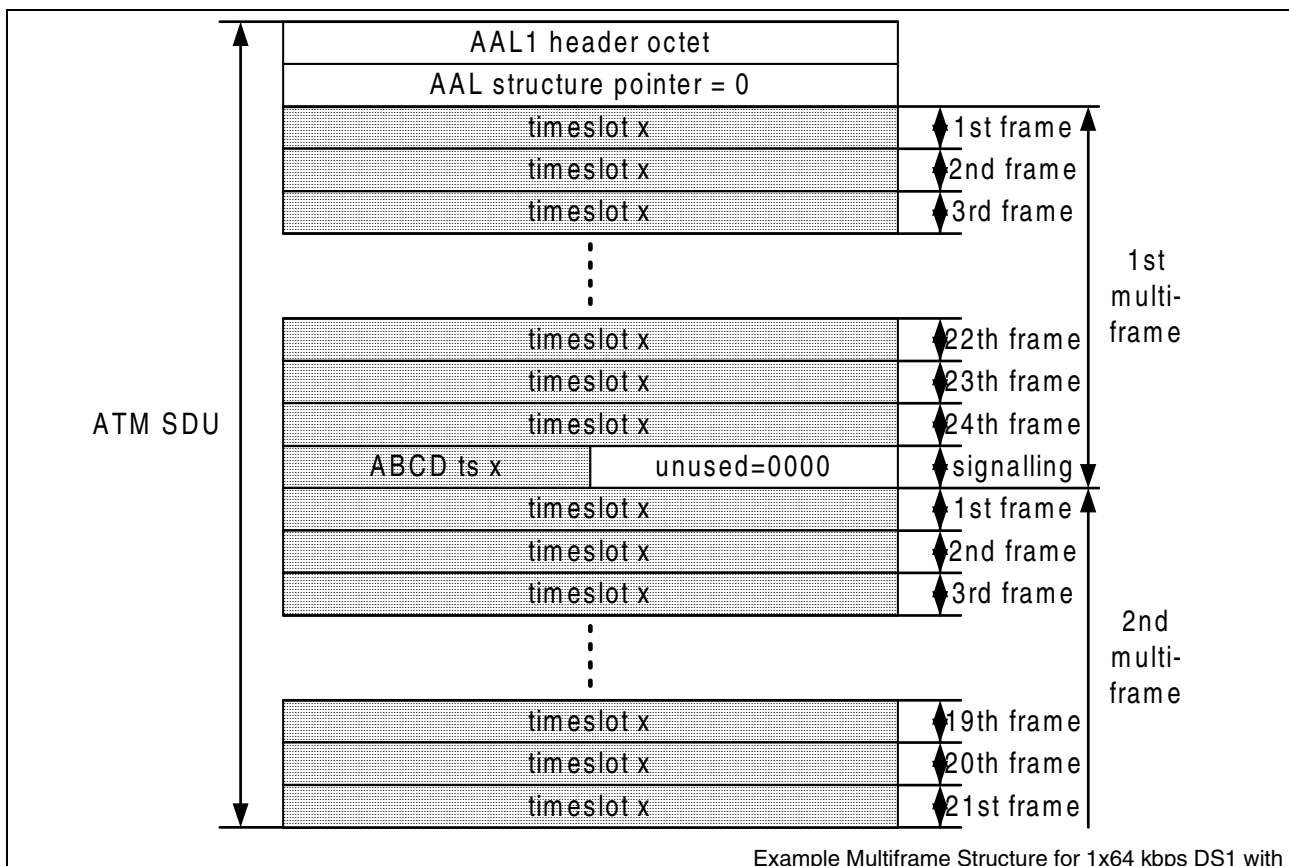 AAL1 header octet
AAL structure pointer = 0
timeslot x 1st frame
timeslot x 2nd frame
timeslot x 3rd frame
1st
multi-
frame
timeslot x 22th frame
timeslot x 23th frame
timeslot x 24th frame
ATM SDU
ABCD ts x unused=0000 signalling
timeslot x 1st frame
timeslot x 2nd frame
timeslot x 3rd frame
2nd
multi-
frame
timeslot x 19th frame
timeslot x 20th frame
timeslot x 21st frame
Example Multiframe Structure for 1x64 kbps DS1 with